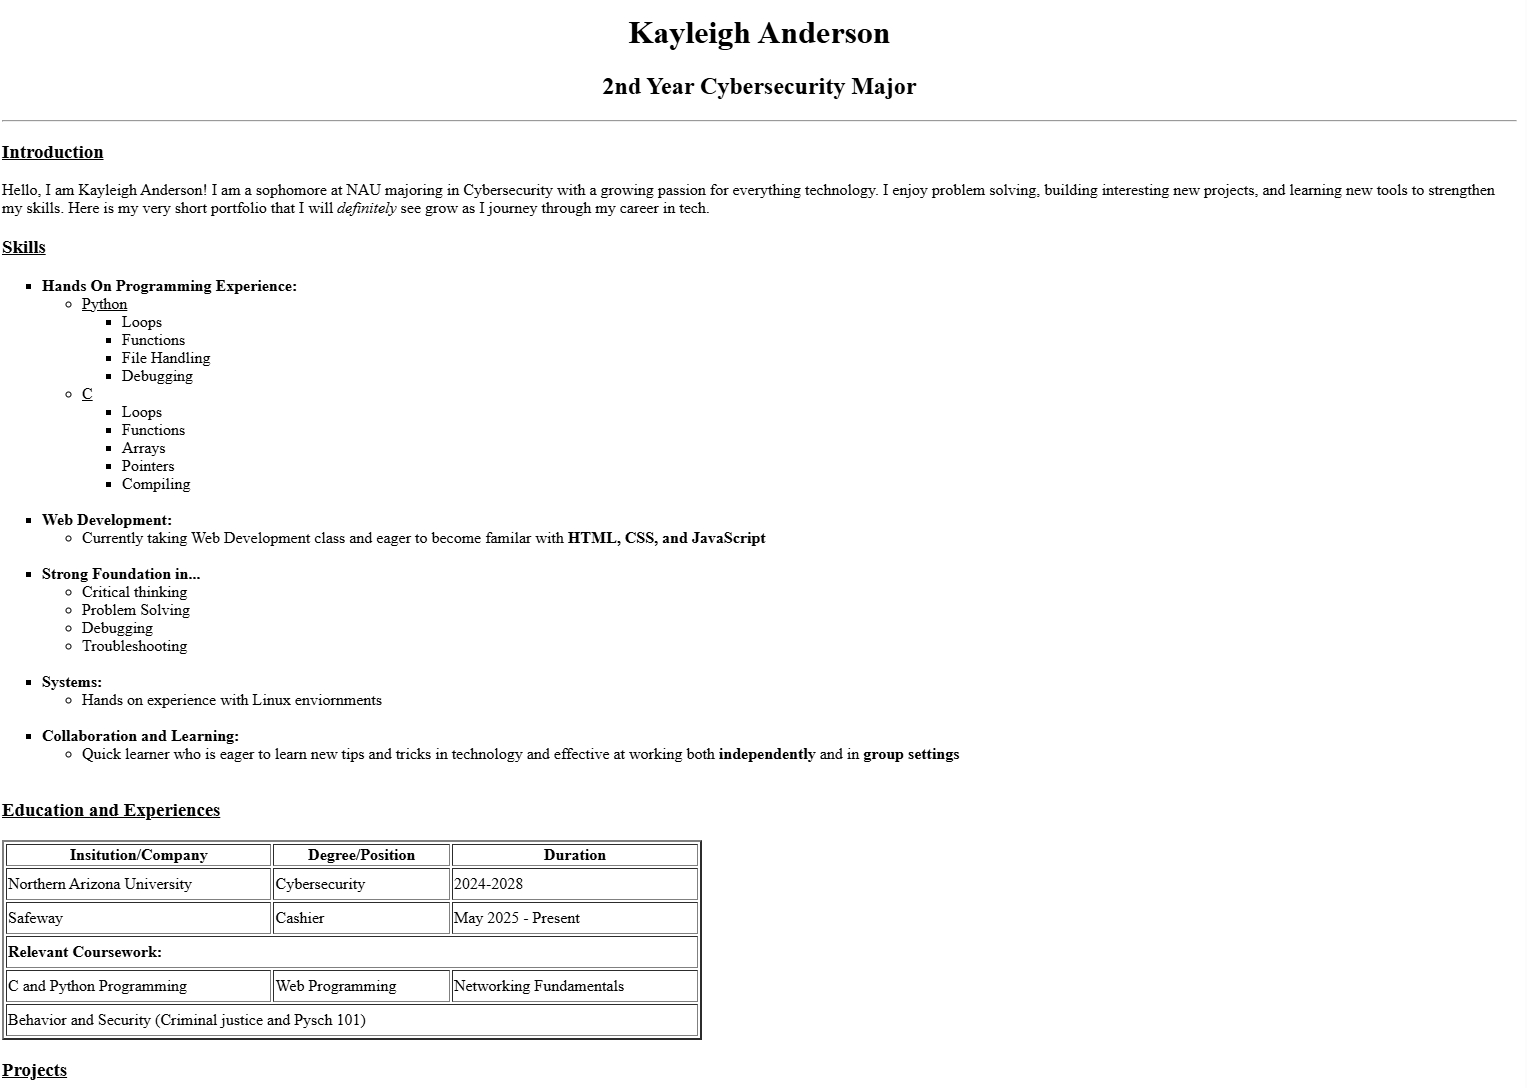 Kayleigh Anderson
2nd Year Cybersecurity Major
Introduction
Hello, I am Kayleigh Anderson! I am a sophomore at NAU majoring in Cybersecurity with a growing passion for everything technology. I enjoy problem solving, building interesting new projects, and learning new tools to strengthen
my skills. Here is my very short portfolio that I will definitely see grow as I journey through my career in tech.
Skills
Hands On Programming Experience:
Python
Loops
Functions
File Handling
Debugging
C
Loops
Functions
Arrays
Pointers
Compiling
Web Development:
Currently taking Web Development class and eager to become familar with HTML, CSS, and JavaScript
Strong Foundation in...
Critical thinking
Problem Solving
Debugging
Troubleshooting
Systems:
Hands on experience with Linux enviornments
Collaboration and Learning:
Quick learner who is eager to learn new tips and tricks in technology and effective at working both independently and in group settings
Education and Experiences
Insitution/Company Degree/Position Duration
Northern Arizona University Cybersecurity 2024-2028
Safeway Cashier May 2025 - Present
Relevant Coursework:
C and Python Programming Web Programming Networking Fundamentals
Behavior and Security (Criminal justice and Pysch 101)
Projects